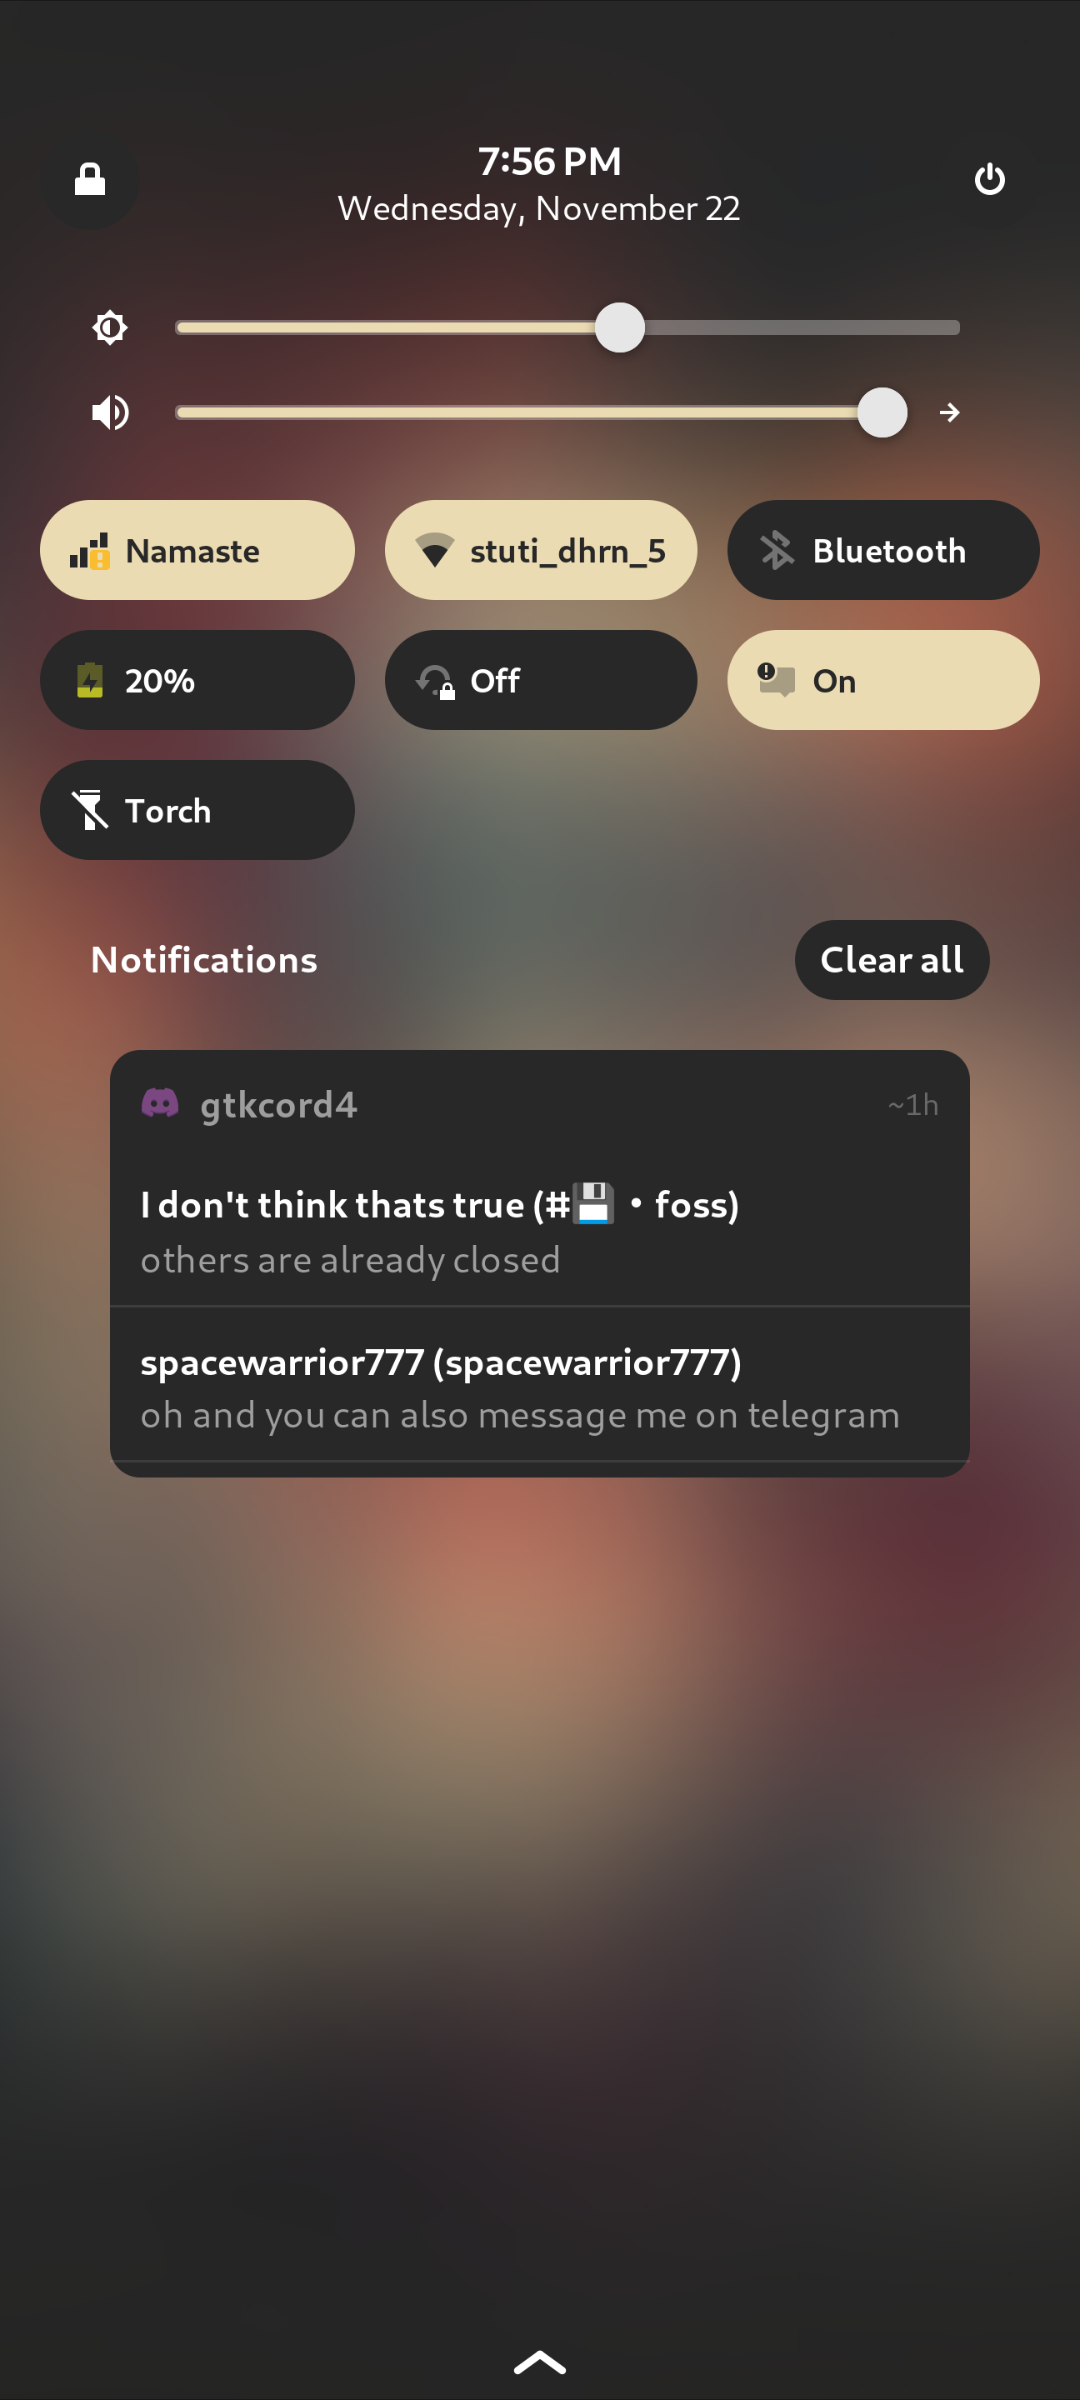 7:56 PM
Wednesday, November 22
Namaste
stuti_dhrn_5
Bluetooth
20%
Off
On
Torch
Notifications
Clear all
gtkcord4
~1h
I don't think thats true (#💾・foss)
others are already closed
spacewarrior777 (spacewarrior777)
oh and you can also message me on telegram